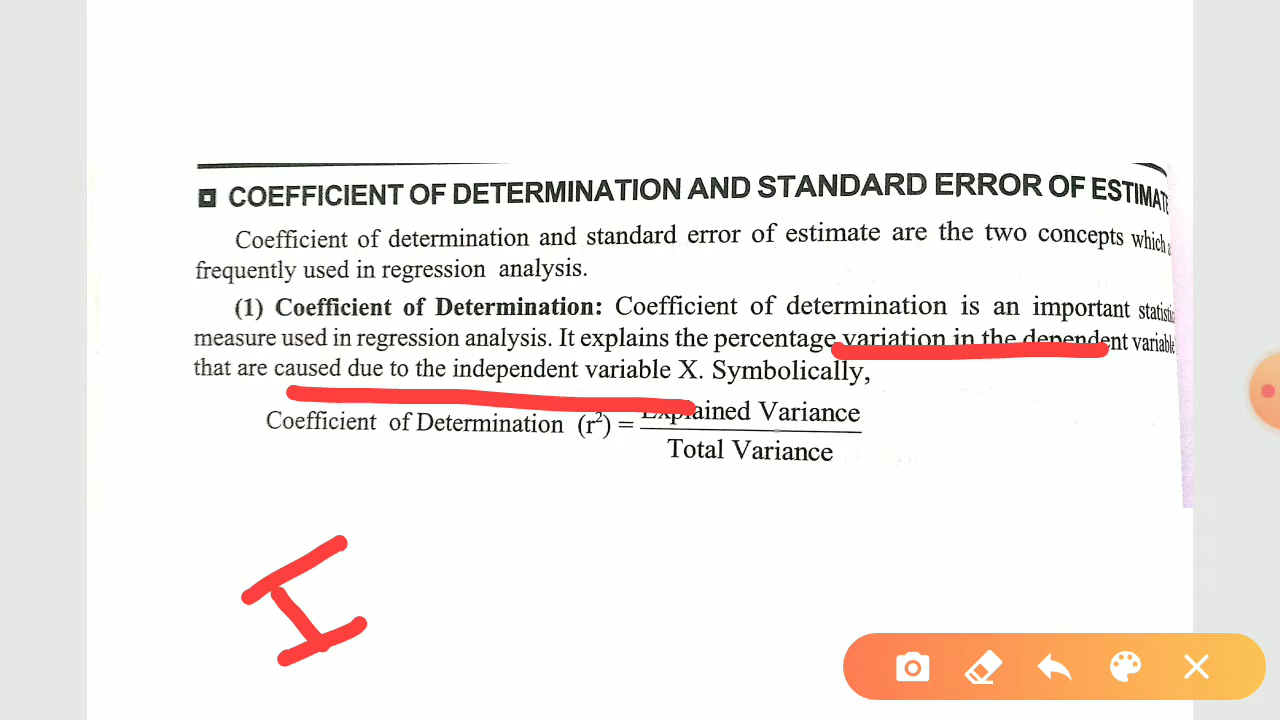 COEFFICIENT OF DETERMINATION AND STANDARD ERROR OF ESTIMATE
Coefficient of determination and standard error of estimate are the two concepts which a
frequently used in regression analysis.
(1) Coefficient of Determination: Coefficient of determination is an important statisti
measure used in regression analysis. It explains the percentage variation in the dependent variable
that are caused due to the independent variable X. Symbolically,
Coefficient of Determination (r²) = Explained Variance
Total Variance
I